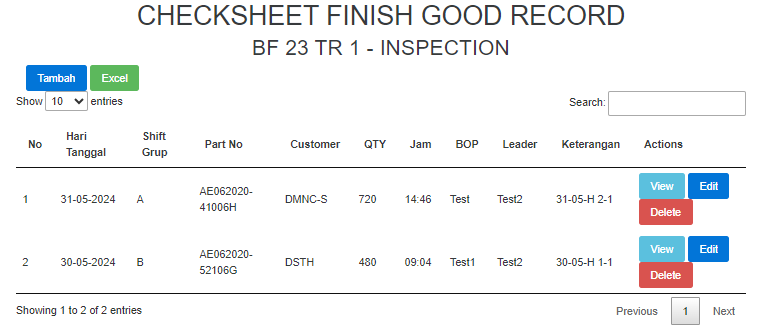 CHECKSHEET FINISH GOOD RECORD
BF 23 TR 1 - INSPECTION
Tambah Excel
Show 10 entries Search:
No Hari Tanggal Shift Grup Part No Customer QTY Jam BOP Leader Keterangan Actions
1 31-05-2024 A AE062020-41006H DMNC-S 720 14:46 Test Test2 31-05-H 2-1 View Edit Delete
2 30-05-2024 B AE062020-52106G DSTH 480 09:04 Test1 Test2 30-05-H 1-1 View Edit Delete
Showing 1 to 2 of 2 entries Previous 1 Next